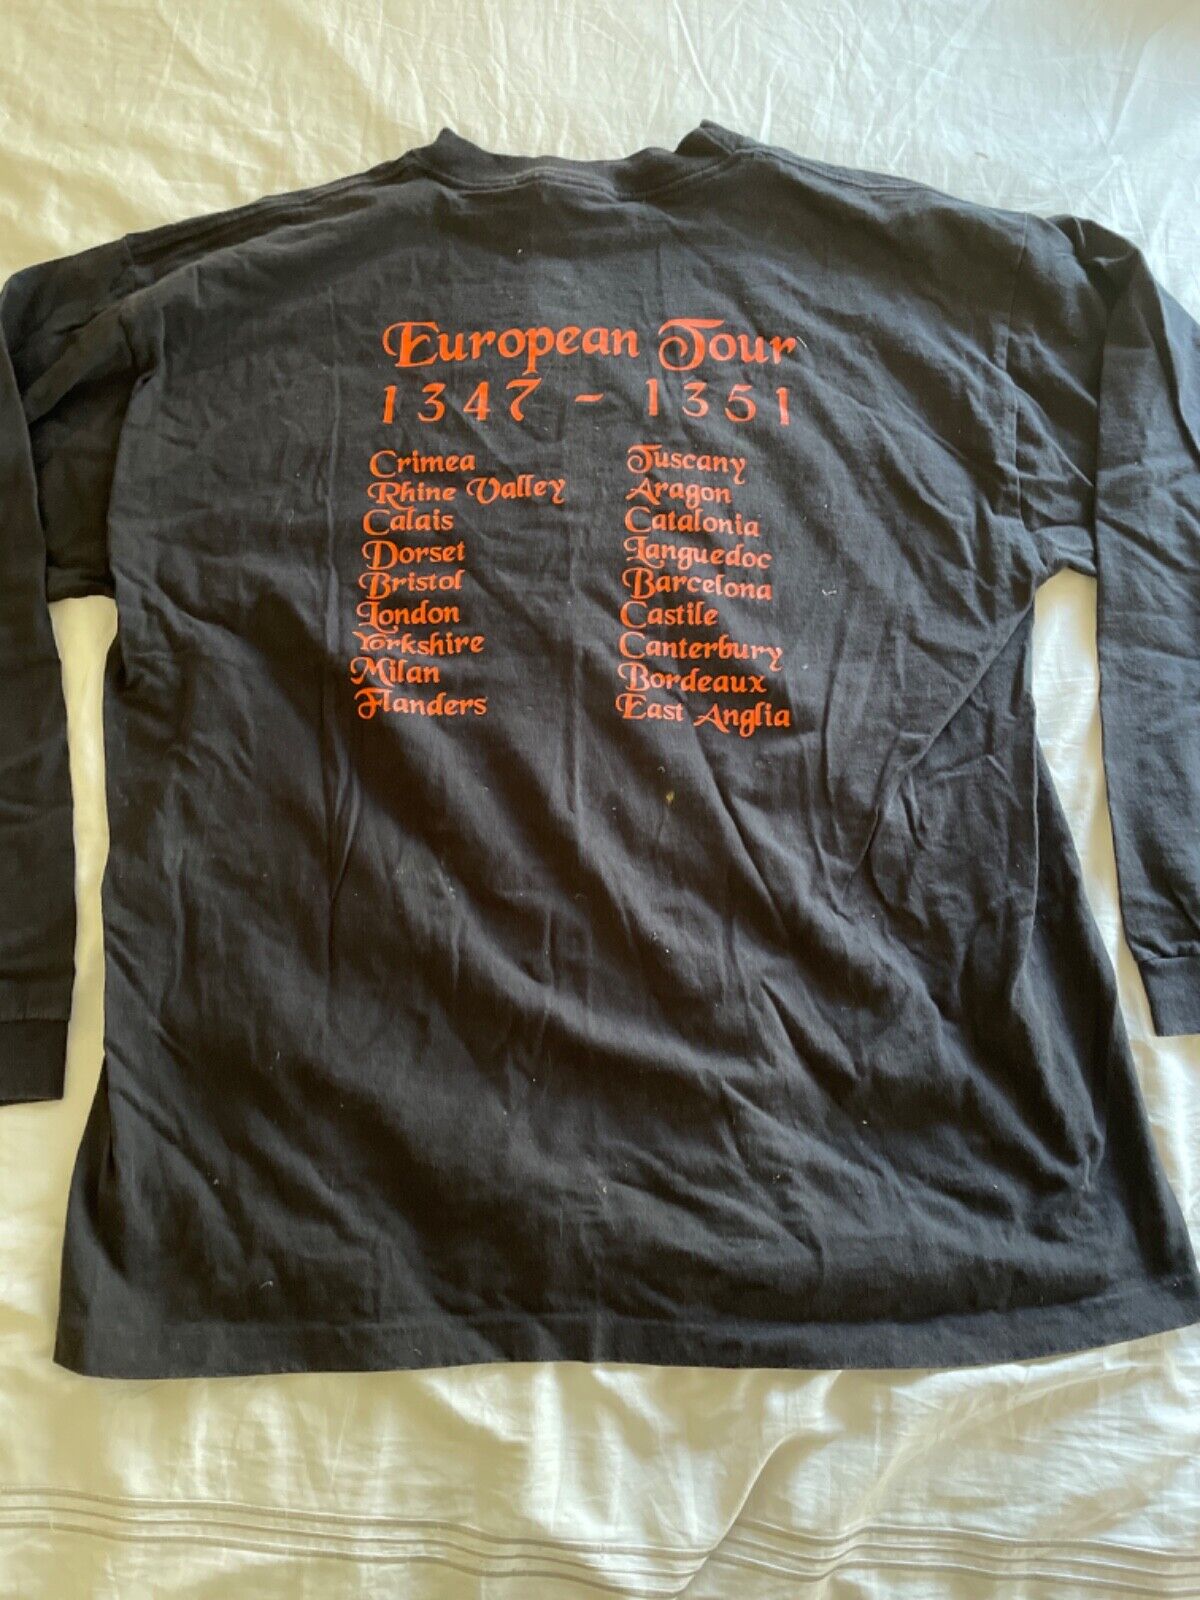 European Tour
1347 - 1351
Crimea
Rhine Valley
Calais
Dorset
Bristol
London
Yorkshire
Milan
Flanders
Tuscany
Aragon
Catalonia
Languedoc
Barcelona
Castile
Canterbury
Bordeaux
East Anglia